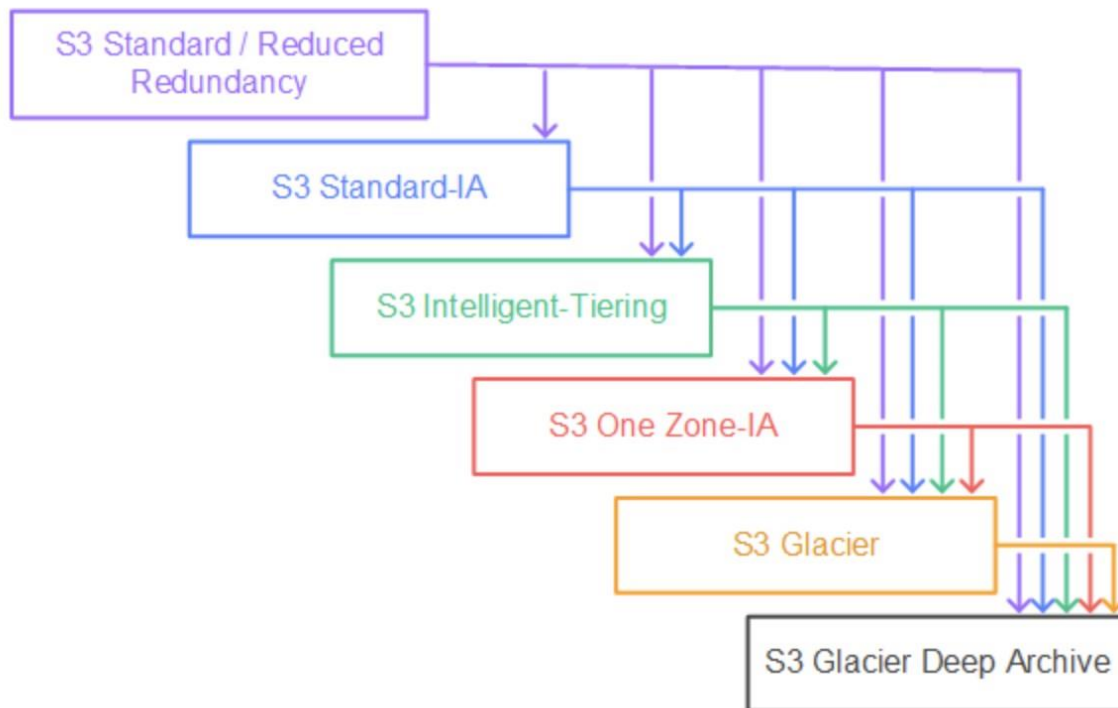 S3 Standard / Reduced
Redundancy
S3 Standard-IA
S3 Intelligent-Tiering
S3 One Zone-IA
S3 Glacier
S3 Glacier Deep Archive